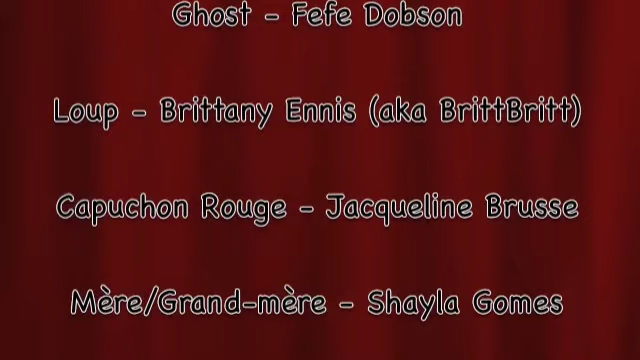 Ghost - Fefe Dobson
Loup - Brittany Ennis (aka BrittBritt)
Capuchon Rouge - Jacqueline Brusse
Mère/Grand-mère - Shayla Gomes